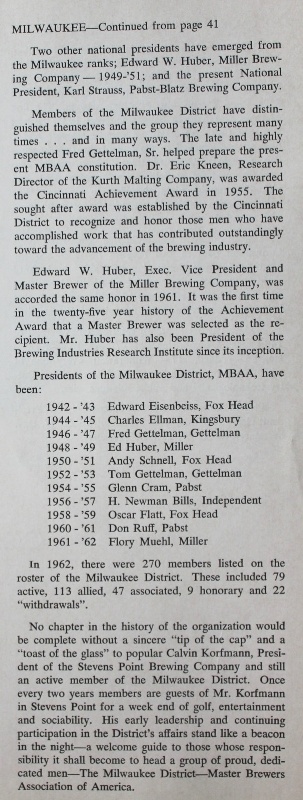 MILWAUKEE—Continued from page 41
Two other national presidents have emerged from
the Milwaukee ranks; Edward W. Huber, Miller Brew-
ing Company — 1949-'51; and the present National
President, Karl Strauss, Pabst-Blatz Brewing Company.
Members of the Milwaukee District have distin-
guished themselves and the group they represent many
times . . . and in many ways. The late and highly
respected Fred Gettelman, Sr. helped prepare the pres-
ent MBAA constitution. Dr. Eric Kneen, Research
Director of the Kurth Malting Company, was awarded
the Cincinnati Achievement Award in 1955. The
sought after award was established by the Cincinnati
District to recognize and honor those men who have
accomplished work that has contributed outstandingly
toward the advancement of the brewing industry.
Edward W. Huber, Exec. Vice President and
Master Brewer of the Miller Brewing Company, was
accorded the same honor in 1961. It was the first time
in the twenty-five year history of the Achievement
Award that a Master Brewer was selected as the re-
cipient. Mr. Huber has also been President of the
Brewing Industries Research Institute since its inception.
Presidents of the Milwaukee District, MBAA, have
been:
1942 - '43 Edward Eisenbeiss, Fox Head
1944 - '45 Charles Ellman, Kingsbury
1946 - '47 Fred Gettelman, Gettelman
1948 - '49 Ed Huber, Miller
1950 - '51 Andy Schnell, Fox Head
1952 - '53 Tom Gettelman, Gettelman
1954 - '55 Glenn Cram, Pabst
1956 - '57 H. Newman Bills, Independent
1958 - '59 Oscar Flatt, Fox Head
1960 - '61 Don Ruff, Pabst
1961 - '62 Flory Muehl, Miller
In 1962, there were 270 members listed on the
roster of the Milwaukee District. These included 79
active, 113 allied, 47 associated, 9 honorary and 22
"withdrawals".
No chapter in the history of the organization would
be complete without a sincere "tip of the cap" and a
"toast of the glass" to popular Calvin Korfmann, Presi-
dent of the Stevens Point Brewing Company and still
an active member of the Milwaukee District. Once
every two years members are guests of Mr. Korfmann
in Stevens Point for a week end of golf, entertainment
and sociability. His early leadership and continuing
participation in the District's affairs stand like a beacon
in the night—a welcome guide to those whose respon-
sibility it shall become to head a group of proud, dedi-
cated men—The Milwaukee District—Master Brewers
Association of America.